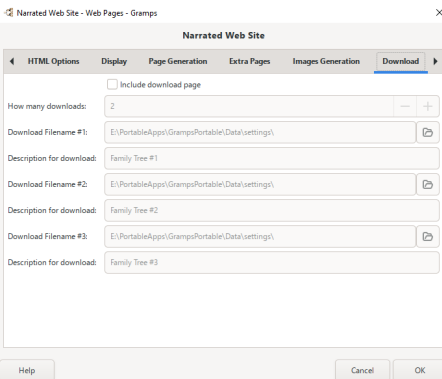 Narrated Web Site - Web Pages - Gramps
Narrated Web Site
HTML Options Display Page Generation Extra Pages Images Generation Download
Include download page
How many downloads: 2
Download Filename #1: E:\PortableApps\GrampsPortable\Data\settings\
Description for download: Family Tree #1
Download Filename #2: E:\PortableApps\GrampsPortable\Data\settings\
Description for download: Family Tree #2
Download Filename #3: E:\PortableApps\GrampsPortable\Data\settings\
Description for download: Family Tree #3
Help Cancel OK